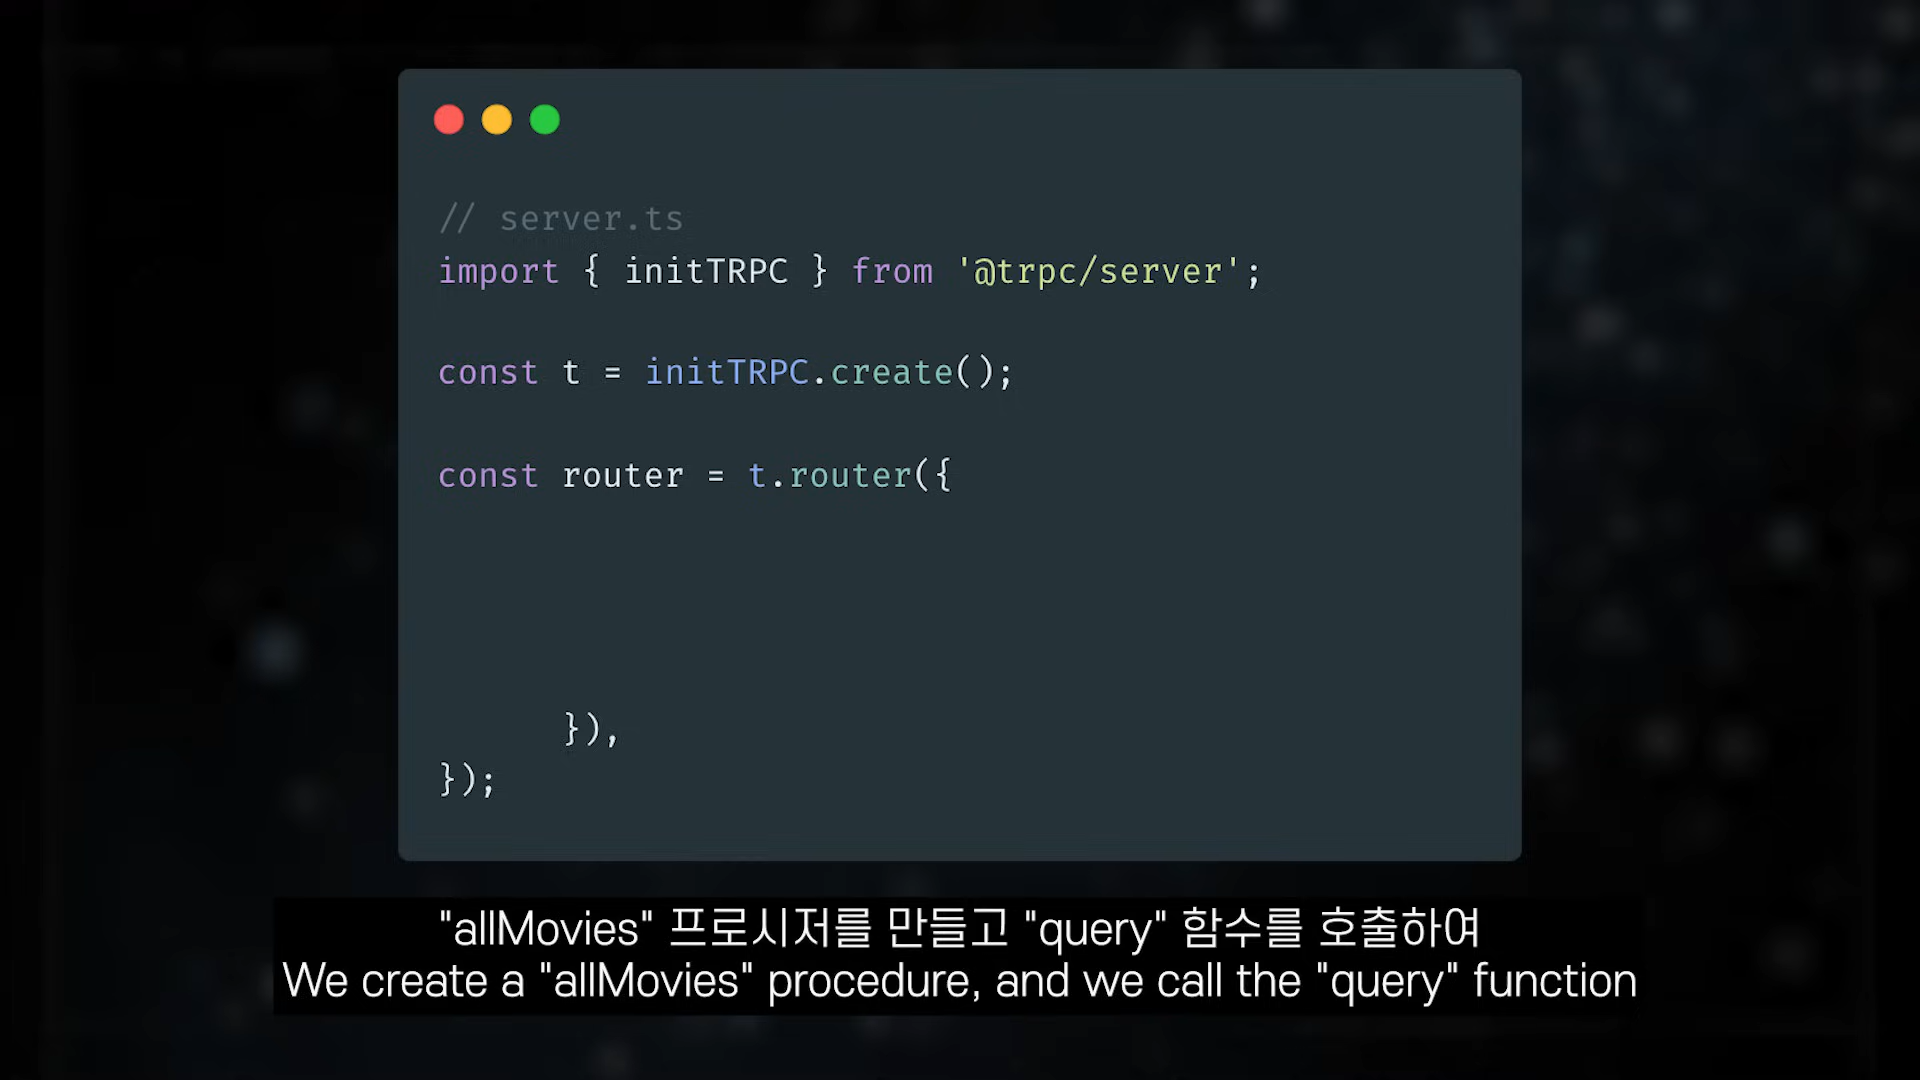 // server.ts
import { initTRPC } from '@trpc/server';
const t = initTRPC.create();
const router = t.router({
}),
});
"allMovies" 프로시저를 만들고 "query" 함수를 호출하여
We create a "allMovies" procedure, and we call the "query" function